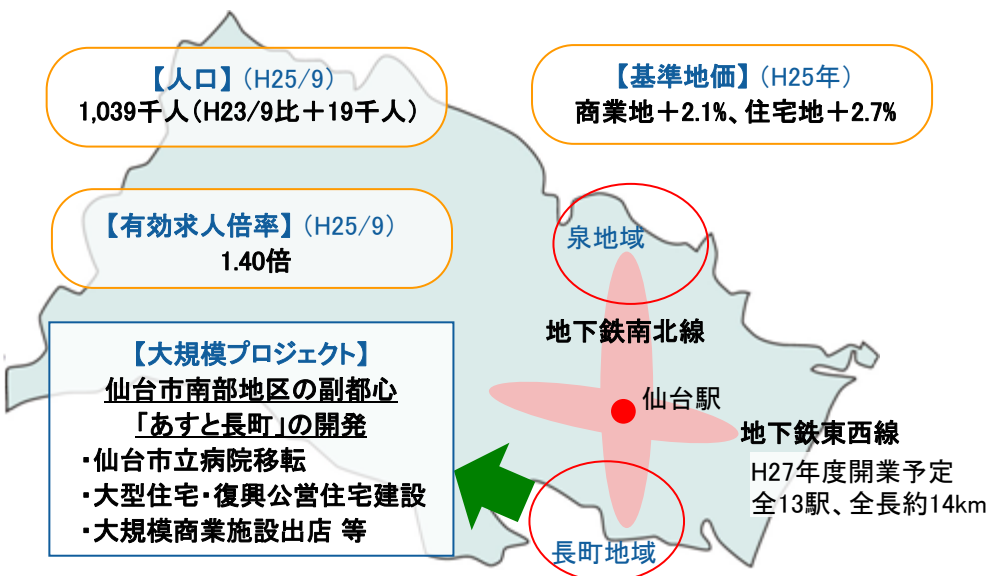 【人口】(H25/9)
1,039千人(H23/9比+19千人)
【基準地価】(H25年)
商業地+2.1%、住宅地+2.7%
【有効求人倍率】(H25/9)
1.40倍
泉地域
地下鉄南北線
仙台駅
地下鉄東西線
H27年度開業予定
全13駅、全長約14km
長町地域
【大規模プロジェクト】
仙台市南部地区の副都心
「あすと長町」の開発
・仙台市立病院移転
・大型住宅・復興公営住宅建設
・大規模商業施設出店 等